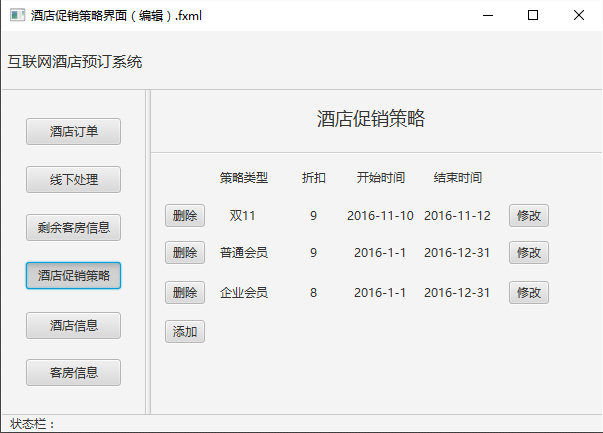 酒店促销策略界面（编辑）.fxml
互联网酒店预订系统
酒店订单
线下处理
剩余客房信息
酒店促销策略
酒店信息
客房信息
酒店促销策略
策略类型 折扣 开始时间 结束时间
删除 双11 9 2016-11-10 2016-11-12 修改
删除 普通会员 9 2016-1-1 2016-12-31 修改
删除 企业会员 8 2016-1-1 2016-12-31 修改
添加
状态栏：